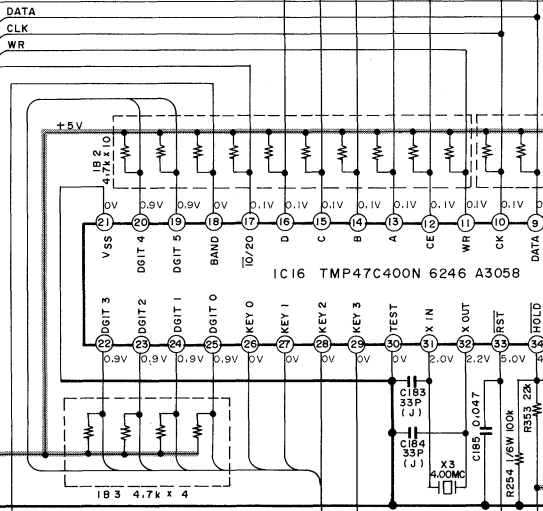 DATA
CLK
WR
+5V
IB2
4.7k x 10
0V 0.9V 0.9V 0V 0.1V 0.1V 0.1V 0.1V 0.1V 0.1V 0.1V 0.1V
21 20 19 18 17 16 15 14 13 12 11 10 9
VSS DGIT 4 DGIT 5 BAND 10/20 D C B A CE WR CK DATA
IC16 TMP47C400N 6246 A3058
DGIT 3 DGIT 2 DGIT 1 DGIT 0 KEY 0 KEY 1 KEY 2 KEY 3 TEST X IN X OUT RST HOLD
22 23 24 25 26 27 28 29 30 31 32 33 34
0.9V 0.9V 0.9V 0.9V 0V 0V 0V 0V 0V 2.0V 2.2V 5.0V
C183
33P
(J)
C184
33P
(J)
X3
4.00MC
C185 0.047
R254 1/6W 100k
R353 22k
IB3 4.7k x 4